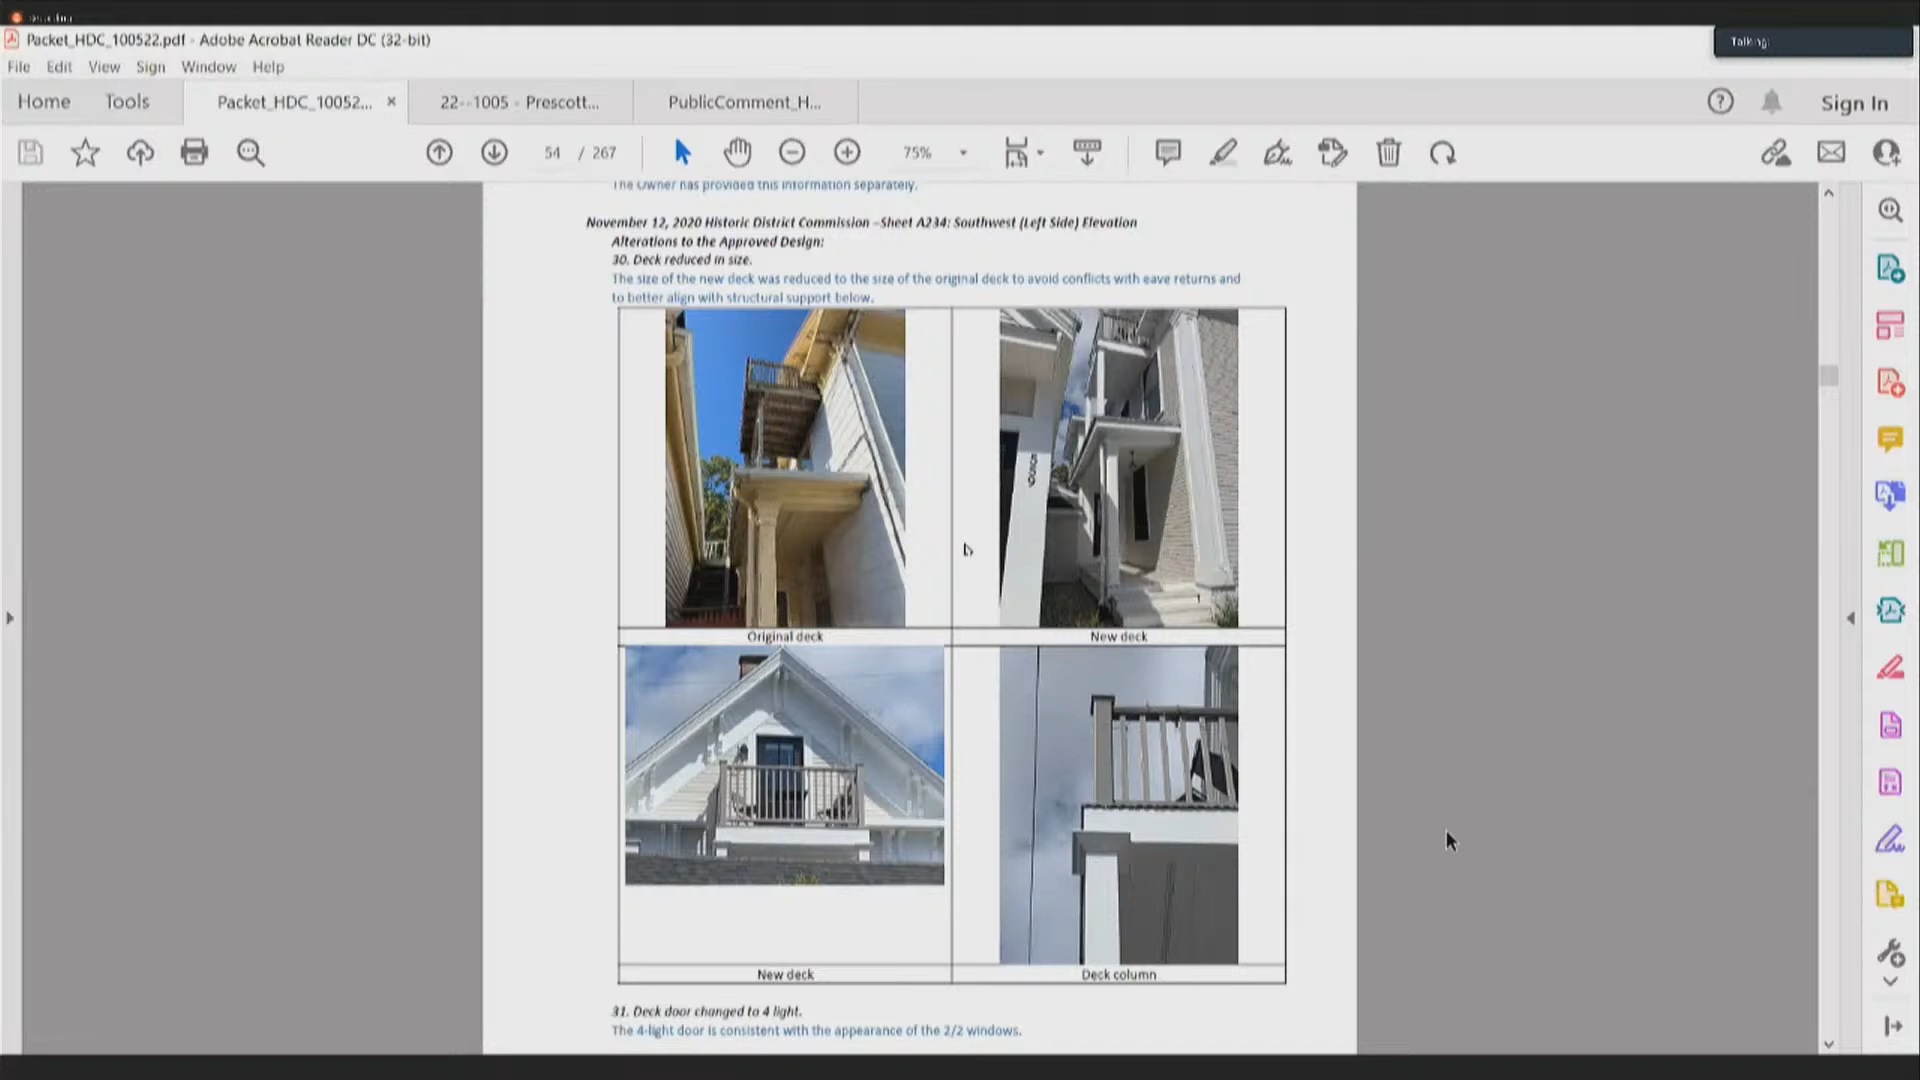 Packet_HDC_100522.pdf - Adobe Acrobat Reader DC (32-bit)
Talking:
File Edit View Sign Window Help
Home Tools Packet_HDC_10052... × 22--1005 - Prescott... PublicComment_H... Sign In
54 / 267 75%
The Owner has provided this information separately.
November 12, 2020 Historic District Commission –Sheet A234: Southwest (Left Side) Elevation
Alterations to the Approved Design:
30. Deck reduced in size.
The size of the new deck was reduced to the size of the original deck to avoid conflicts with eave returns and
to better align with structural support below.
Original deck New deck
New deck Deck column
31. Deck door changed to 4 light.
The 4-light door is consistent with the appearance of the 2/2 windows.